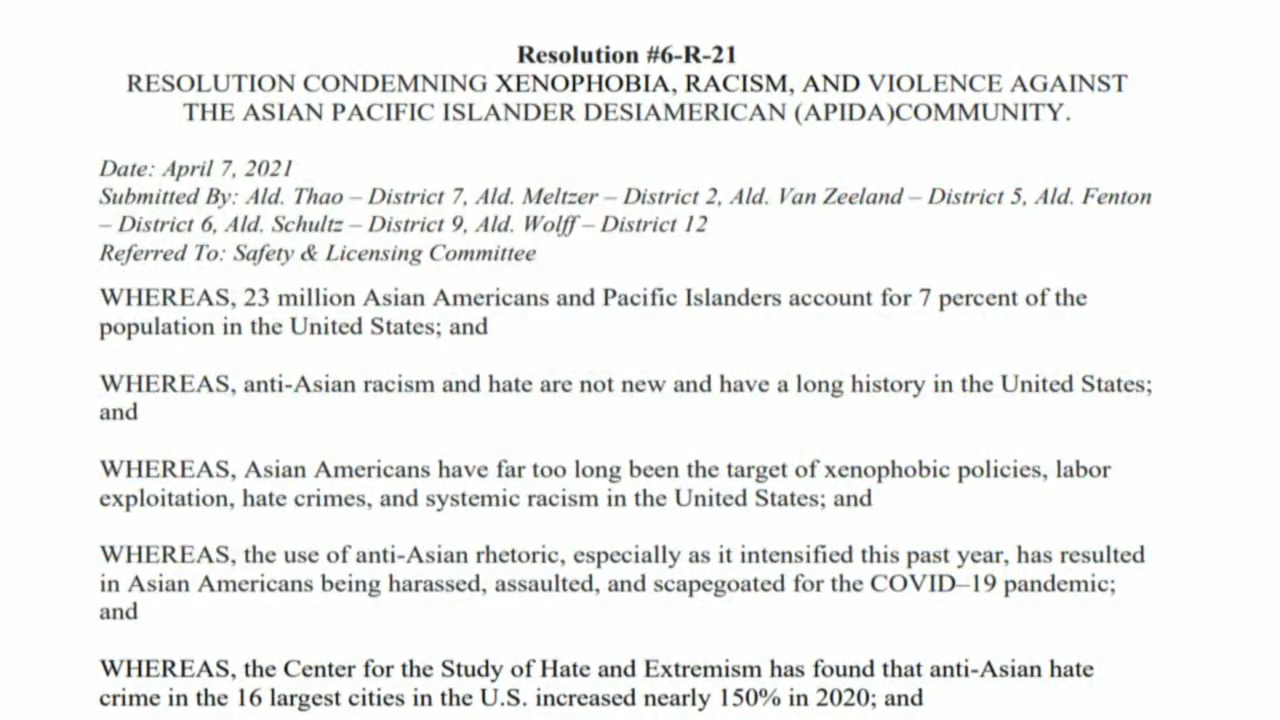 Resolution #6-R-21
RESOLUTION CONDEMNING XENOPHOBIA, RACISM, AND VIOLENCE AGAINST
THE ASIAN PACIFIC ISLANDER DESIAMERICAN (APIDA)COMMUNITY.
Date: April 7, 2021
Submitted By: Ald. Thao – District 7, Ald. Meltzer – District 2, Ald. Van Zeeland – District 5, Ald. Fenton
– District 6, Ald. Schultz – District 9, Ald. Wolff – District 12
Referred To: Safety & Licensing Committee
WHEREAS, 23 million Asian Americans and Pacific Islanders account for 7 percent of the
population in the United States; and
WHEREAS, anti-Asian racism and hate are not new and have a long history in the United States;
and
WHEREAS, Asian Americans have far too long been the target of xenophobic policies, labor
exploitation, hate crimes, and systemic racism in the United States; and
WHEREAS, the use of anti-Asian rhetoric, especially as it intensified this past year, has resulted
in Asian Americans being harassed, assaulted, and scapegoated for the COVID–19 pandemic;
and
WHEREAS, the Center for the Study of Hate and Extremism has found that anti-Asian hate
crime in the 16 largest cities in the U.S. increased nearly 150% in 2020; and